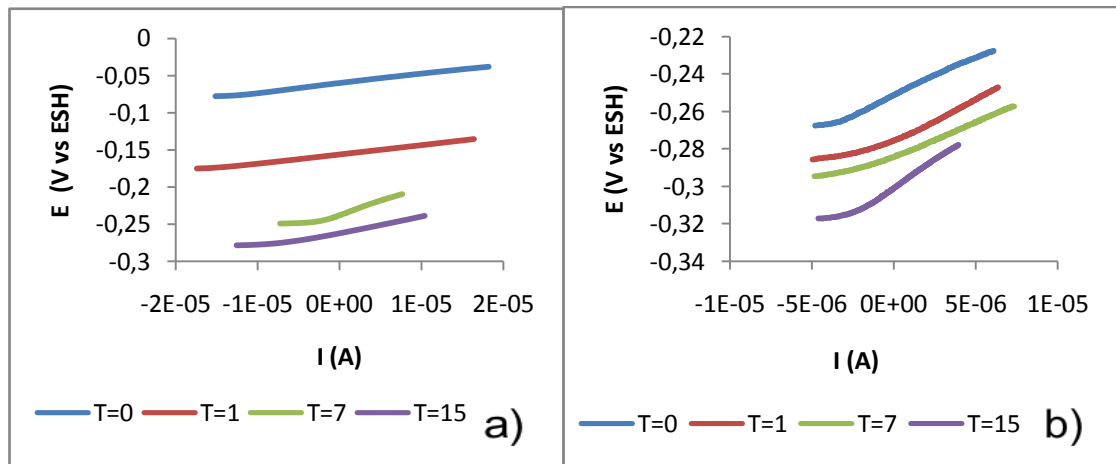 0
-0,05
-0,1
-0,15
-0,2
-0,25
-0,3
E (V vs ESH)
-2E-05 -1E-05 0E+00 1E-05 2E-05
I (A)
T=0 T=1 T=7 T=15
a)
-0,22
-0,24
-0,26
-0,28
-0,3
-0,32
-0,34
E (V vs ESH)
-1E-05 -5E-06 0E+00 5E-06 1E-05
I (A)
T=0 T=1 T=7 T=15
b)